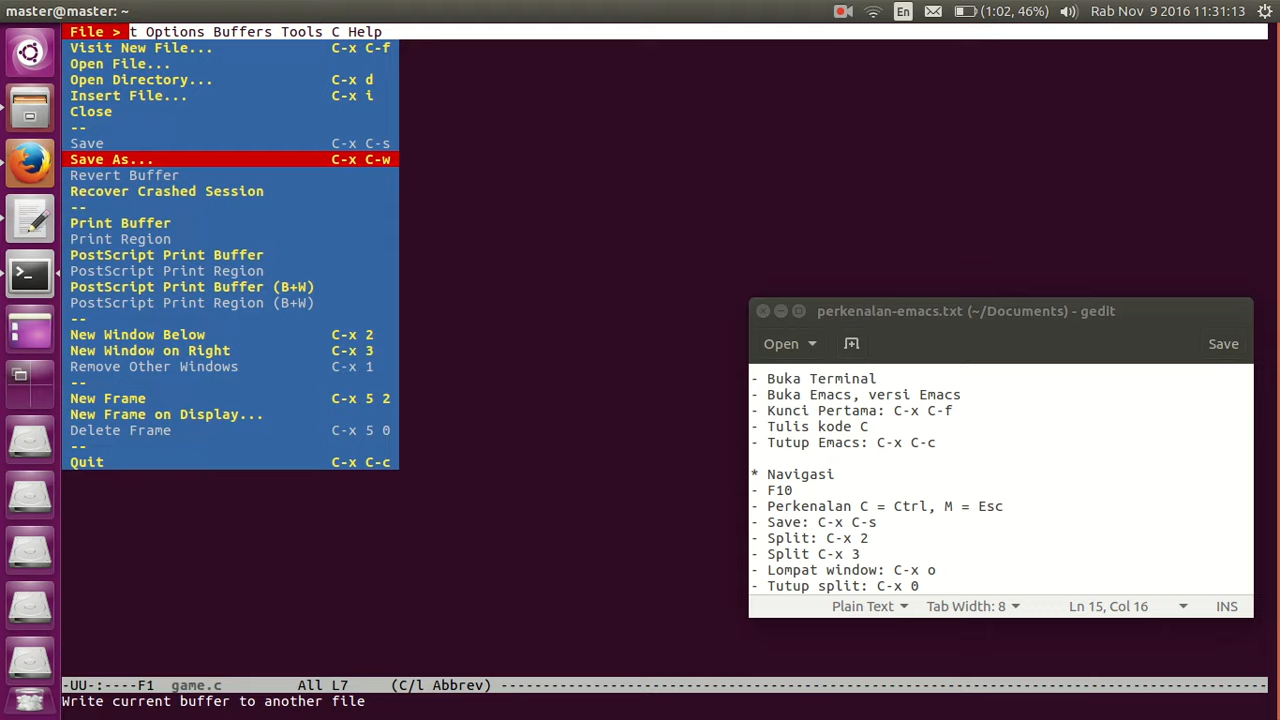 master@master: ~
En
(1:02, 46%)
Rab Nov 9 2016 11:31:13
File > t Options Buffers Tools C Help
Visit New File... C-x C-f
Open File...
Open Directory... C-x d
Insert File... C-x i
Close
--
Save C-x C-s
Save As... C-x C-w
Revert Buffer
Recover Crashed Session
--
Print Buffer
Print Region
PostScript Print Buffer
PostScript Print Region
PostScript Print Buffer (B+W)
PostScript Print Region (B+W)
--
New Window Below C-x 2
New Window on Right C-x 3
Remove Other Windows C-x 1
--
New Frame C-x 5 2
New Frame on Display...
Delete Frame C-x 5 0
--
Quit C-x C-c
perkenalan-emacs.txt (~/Documents) - gedit
Open Save
- Buka Terminal
- Buka Emacs, versi Emacs
- Kunci Pertama: C-x C-f
- Tulis kode C
- Tutup Emacs: C-x C-c
* Navigasi
- F10
- Perkenalan C = Ctrl, M = Esc
- Save: C-x C-s
- Split: C-x 2
- Split C-x 3
- Lompat window: C-x o
- Tutup split: C-x 0
Plain Text Tab Width: 8 Ln 15, Col 16 INS
-UU-:----F1 game.c All L7 (C/l Abbrev) ----------------------------------------------------------------------------------------------
Write current buffer to another file